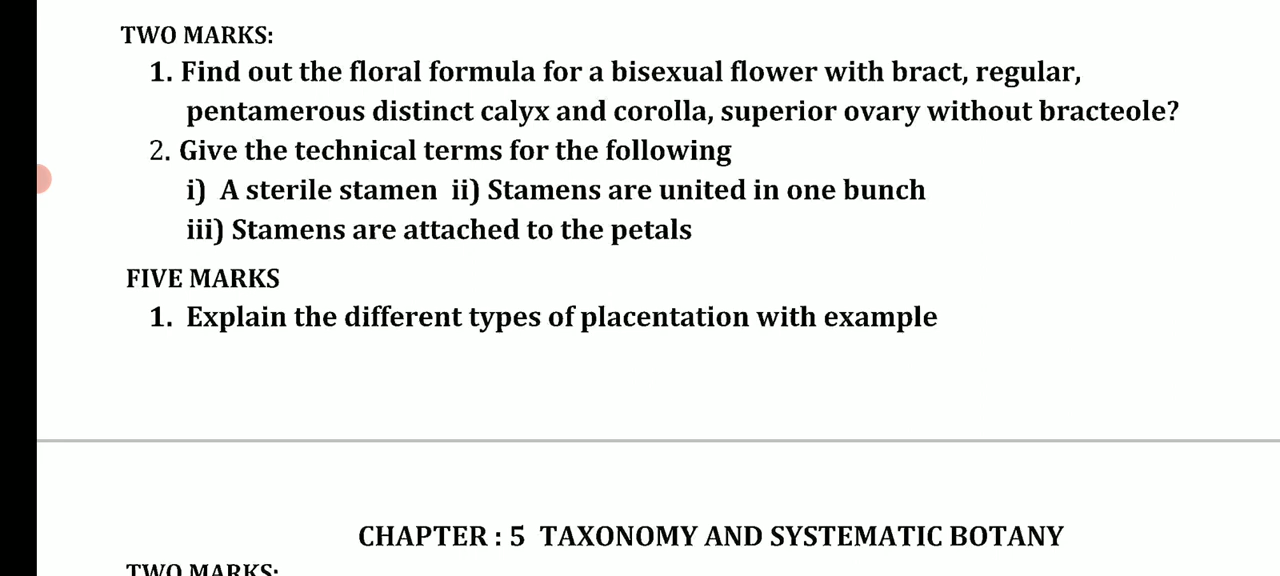 TWO MARKS:
1. Find out the floral formula for a bisexual flower with bract, regular,
pentamerous distinct calyx and corolla, superior ovary without bracteole?
2. Give the technical terms for the following
i) A sterile stamen ii) Stamens are united in one bunch
iii) Stamens are attached to the petals
FIVE MARKS
1. Explain the different types of placentation with example
CHAPTER : 5 TAXONOMY AND SYSTEMATIC BOTANY
TWO MARKS: